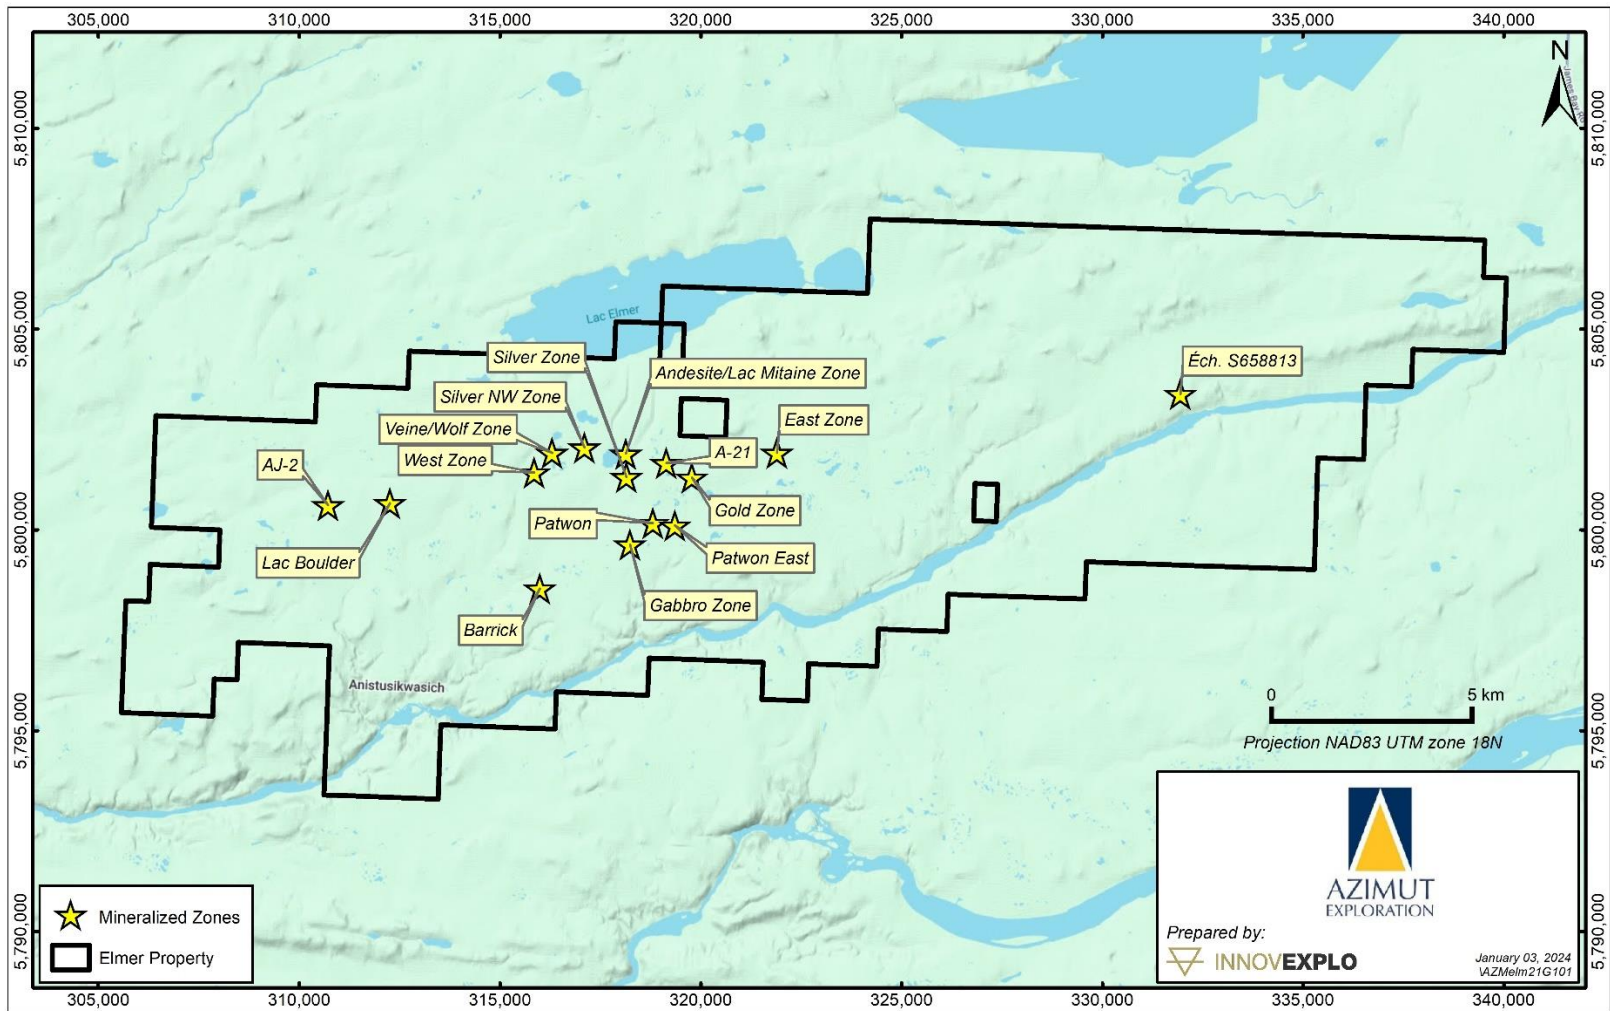 305,000 310,000 315,000 320,000 325,000 330,000 335,000 340,000
N
James Bay Rd
5,810,000 5,810,000
Lac Elmer
5,805,000 5,805,000
Silver Zone
Andesite/Lac Mitaine Zone
Éch. S658813
Silver NW Zone
East Zone
Veine/Wolf Zone
A-21
West Zone
AJ-2
Gold Zone
Patwon
5,800,000 5,800,000
Patwon East
Lac Boulder
Gabbro Zone
Barrick
Anistusikwasich
0 5 km
5,795,000 5,795,000
Projection NAD83 UTM zone 18N
AZIMUT
EXPLORATION
Mineralized Zones
Elmer Property
5,790,000 5,790,000
Prepared by:
INNOVEXPLO
January 03, 2024
\AZMelm21G101
305,000 310,000 315,000 320,000 325,000 330,000 335,000 340,000